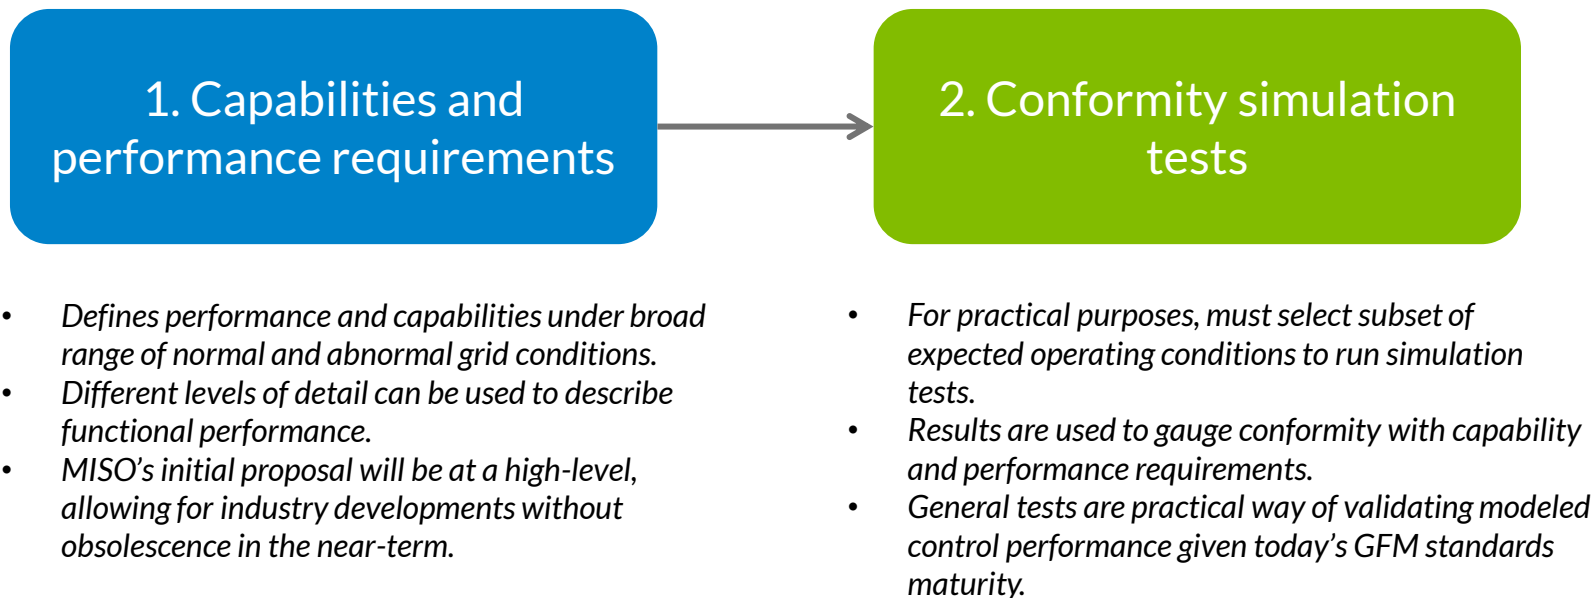 1. Capabilities and
performance requirements
2. Conformity simulation
tests
• Defines performance and capabilities under broad
range of normal and abnormal grid conditions.
• Different levels of detail can be used to describe
functional performance.
• MISO’s initial proposal will be at a high-level,
allowing for industry developments without
obsolescence in the near-term.
• For practical purposes, must select subset of
expected operating conditions to run simulation
tests.
• Results are used to gauge conformity with capability
and performance requirements.
• General tests are practical way of validating modeled
control performance given today’s GFM standards
maturity.